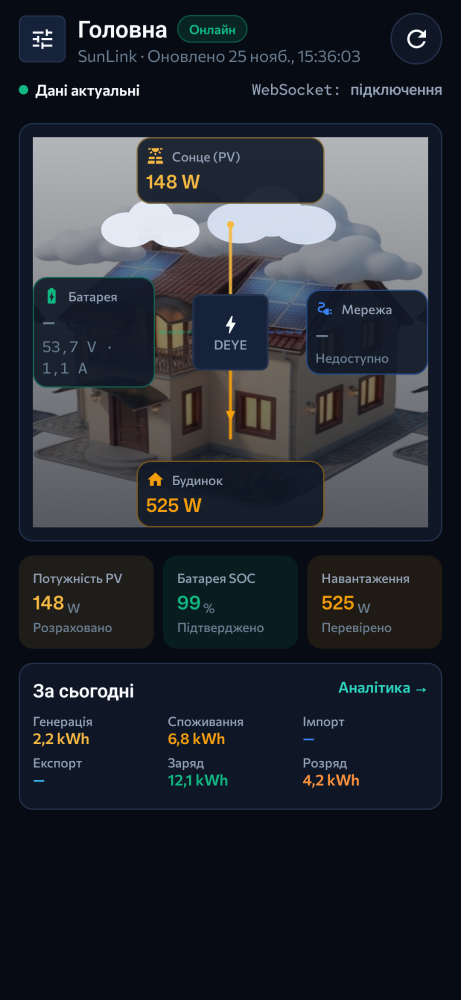 Головна
Онлайн
SunLink · Оновлено 25 нояб., 15:36:03
Дані актуальні
WebSocket: підключення
Сонце (PV)
148 W
Батарея
—
53,7 V ·
1,1 A
DEYE
Мережа
—
Недоступно
Будинок
525 W
Потужність PV
148 W
Розраховано
Батарея SOC
99 %
Підтверджено
Навантаження
525 W
Перевірено
За сьогодні
Аналітика →
Генерація
2,2 kWh
Споживання
6,8 kWh
Імпорт
—
Експорт
—
Заряд
12,1 kWh
Розряд
4,2 kWh